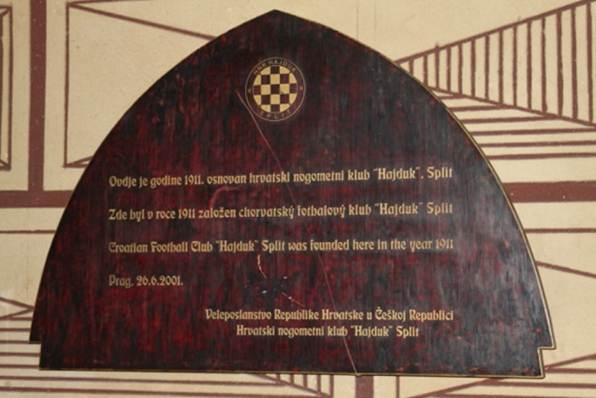 HNK HAJDUK
SPLIT
Ovdje je godine 1911. osnovan hrvatski nogometni klub "Hajduk", Split
Zde byl v roce 1911 založen chorvatský fotbalový klub "Hajduk" Split
Croatian Football Club "Hajduk" Split was founded here in the year 1911
Prag, 26.6.2001.
Veleposlanstvo Republike Hrvatske u Češkoj Republici
Hrvatski nogometni klub "Hajduk" Split